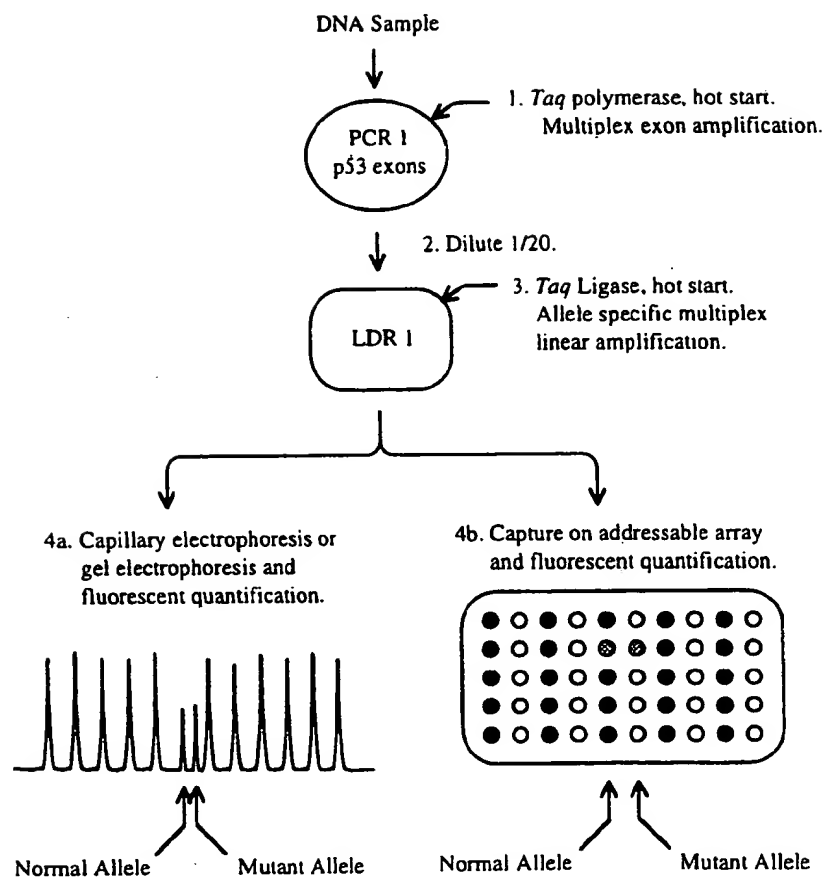 DNA Sample
1. Taq polymerase, hot start.
Multiplex exon amplification.
PCR 1
p53 exons
2. Dilute 1/20.
3. Taq Ligase, hot start.
Allele specific multiplex
linear amplification.
LDR 1
4a. Capillary electrophoresis or
gel electrophoresis and
fluorescent quantification.
4b. Capture on addressable array
and fluorescent quantification.
Normal Allele
Mutant Allele
Normal Allele
Mutant Allele